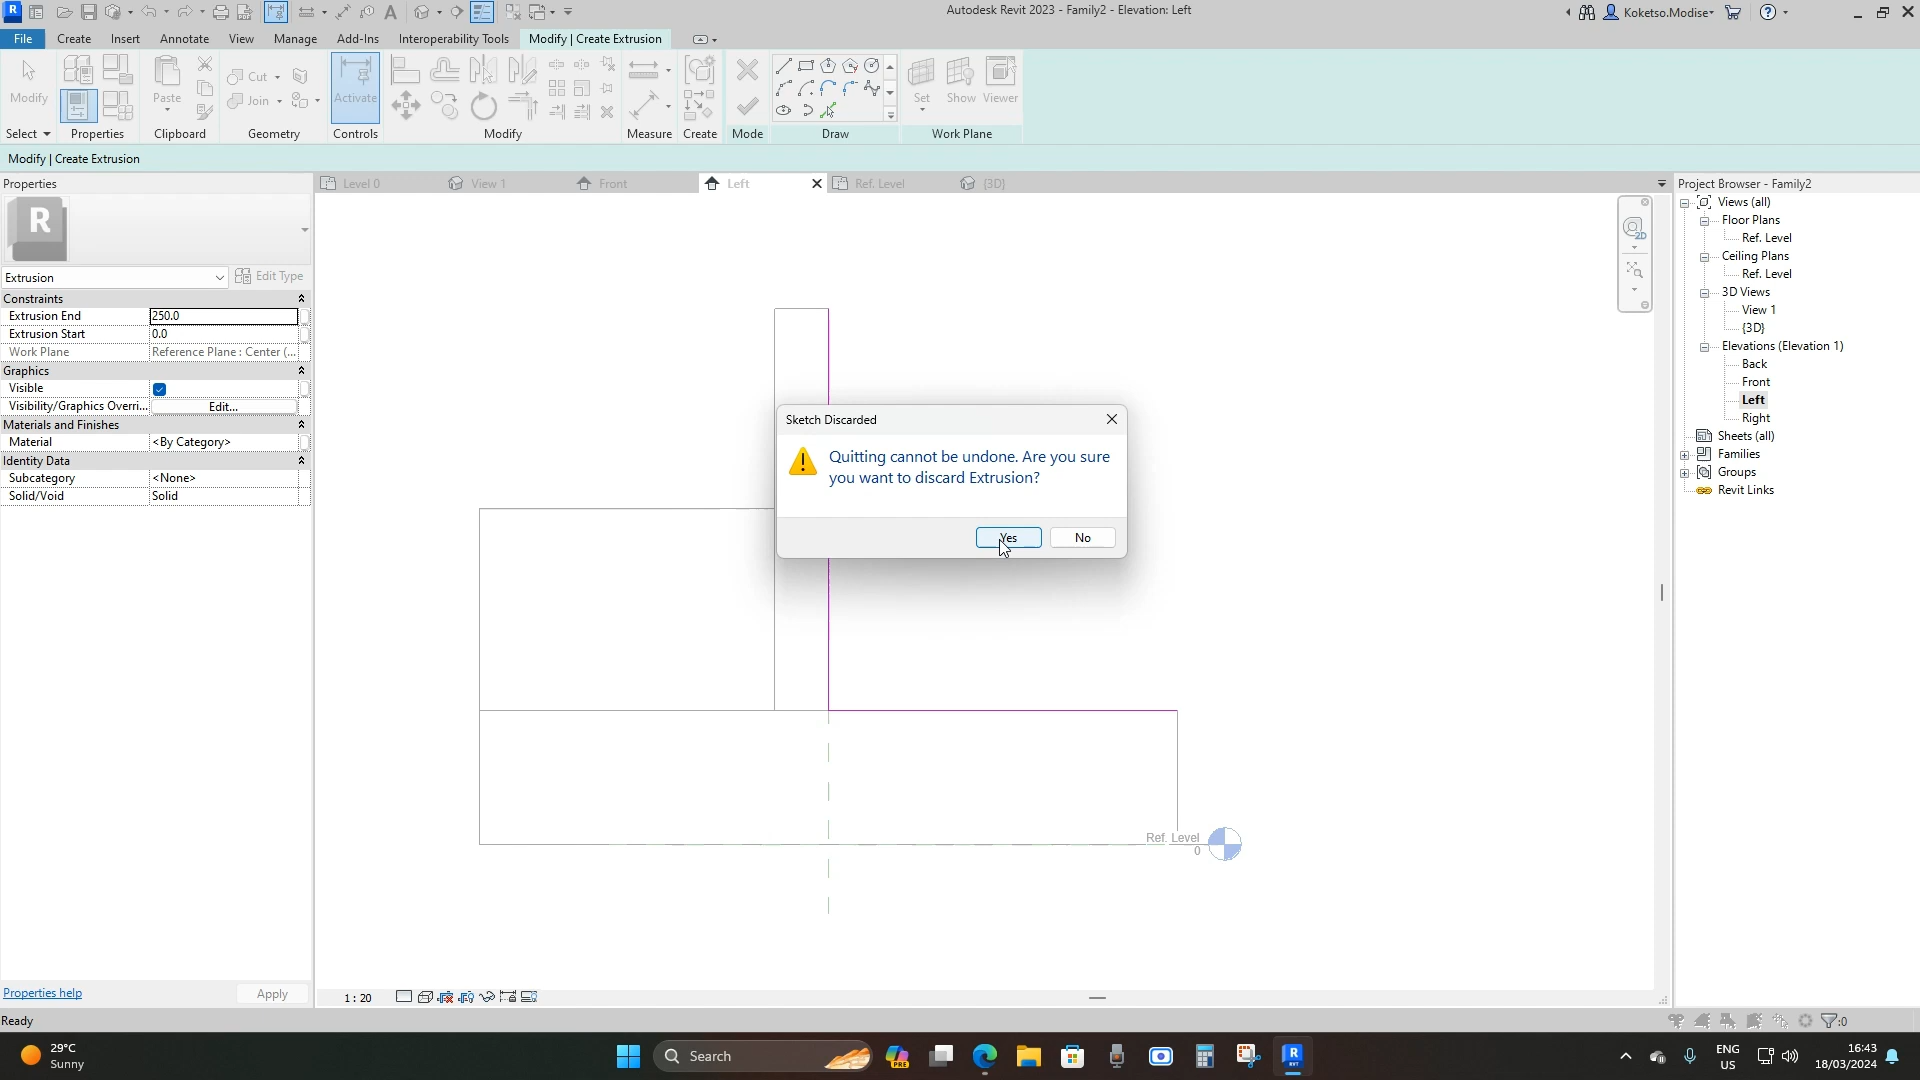 Autodesk Revit 2023 - Family2 - Elevation: Left
Koketso.Modise
File Create Insert Annotate View Manage Add-Ins Interoperability Tools Modify | Create Extrusion
Modify
Paste
Cut
Join
Activate
Set Show Viewer
Select Properties Clipboard Geometry Controls Modify Measure Create Mode Draw Work Plane
Modify | Create Extrusion
Properties
R
Extrusion
Edit Type
Constraints
Extrusion End 250.0
Extrusion Start 0.0
Work Plane Reference Plane : Center (...
Graphics
Visible
Visibility/Graphics Overri... Edit...
Materials and Finishes
Material <By Category>
Identity Data
Subcategory <None>
Solid/Void Solid
Properties help
Apply
Level 0 View 1 Front Left Ref. Level {3D}
2D
Sketch Discarded
Quitting cannot be undone. Are you sure
you want to discard Extrusion?
Yes No
Ref. Level
0
1 : 20
Project Browser - Family2
Views (all)
Floor Plans
Ref. Level
Ceiling Plans
Ref. Level
3D Views
View 1
{3D}
Elevations (Elevation 1)
Back
Front
Left
Right
Sheets (all)
Families
Groups
Revit Links
Ready
:0
29°C
Sunny
Search
PRE
R
RVT
ENG
US
16:43
18/03/2024